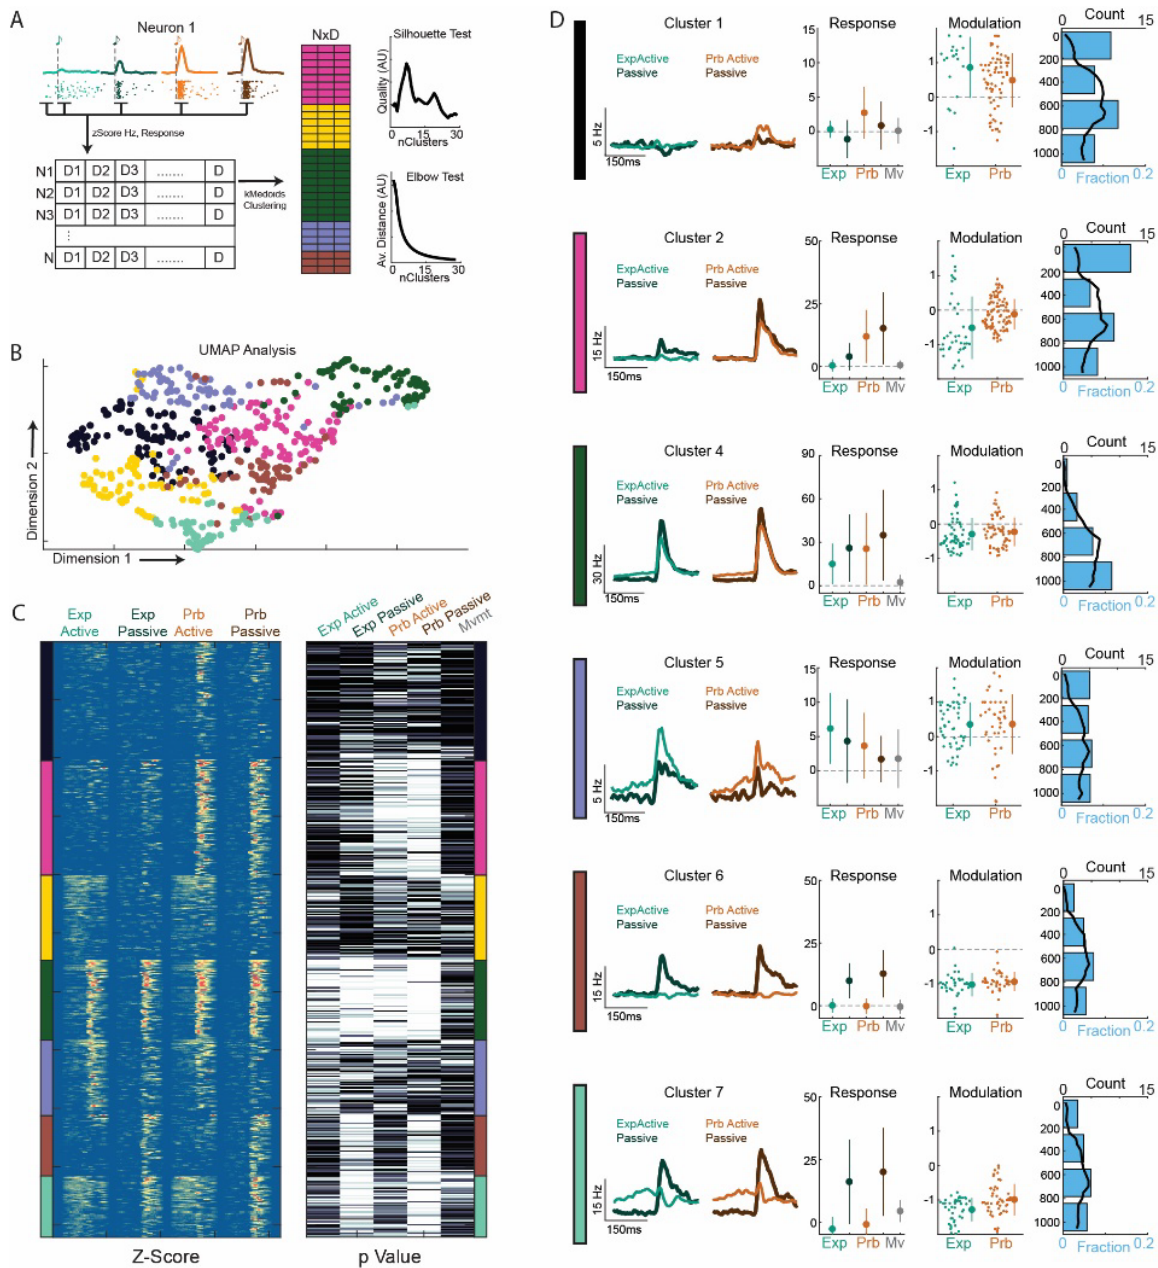 A
Neuron 1
zScore Hz, Response
N1 D1 D2 D3 ....... D
N2 D1 D2 D3 ....... D
N3 D1 D2 D3 ....... D
N D1 D2 D3 ....... D
kMedoids
Clustering
NxD
Silhouette Test
Quality (AU)
0 15 30
nClusters
Elbow Test
Av. Distance (AU)
0 15 30
nClusters
B
UMAP Analysis
Dimension 2
Dimension 1
C
Exp Active
Exp Passive
Prb Active
Prb Passive
Z-Score
Exp Active
Exp Passive
Prb Active
Prb Passive
Mvmt
p Value
D
Cluster 1
ExpActive
Passive
Prb Active
Passive
5 Hz
150ms
Response
15
10
5
0
Exp Prb Mv
Modulation
1
0
-1
Exp Prb
Count
0 15
0
200
400
600
800
1000
Fraction
0 0.2
Cluster 2
ExpActive
Passive
Prb Active
Passive
15 Hz
150ms
Response
50
25
0
Exp Prb Mv
Modulation
1
0
-1
Exp Prb
Count
0 15
0
200
400
600
800
1000
Fraction
0 0.2
Cluster 4
ExpActive
Passive
Prb Active
Passive
30 Hz
150ms
Response
90
60
30
0
Exp Prb Mv
Modulation
1
0
-1
Exp Prb
Count
0 15
0
200
400
600
800
1000
Fraction
0 0.2
Cluster 5
ExpActive
Passive
Prb Active
Passive
5 Hz
150ms
Response
15
10
5
0
Exp Prb Mv
Modulation
1
0
-1
Exp Prb
Count
0 15
0
200
400
600
800
1000
Fraction
0 0.2
Cluster 6
ExpActive
Passive
Prb Active
Passive
15 Hz
150ms
Response
50
25
0
Exp Prb Mv
Modulation
1
0
-1
Exp Prb
Count
0 15
0
200
400
600
800
1000
Fraction
0 0.2
Cluster 7
ExpActive
Passive
Prb Active
Passive
15 Hz
150ms
Response
50
25
0
Exp Prb Mv
Modulation
1
0
-1
Exp Prb
Count
0 15
0
200
400
600
800
1000
Fraction
0 0.2